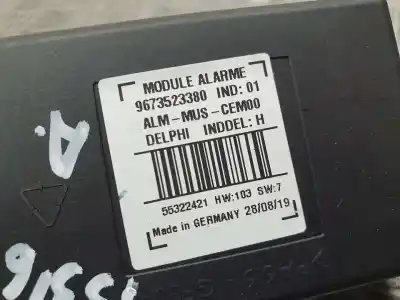 MODULE ALARME
9673523380 IND: 01
ALM-MUS-CEM00
DELPHI INDDEL: H
55322421 HW:103 SW:7
Made in GERMANY 28/08/19